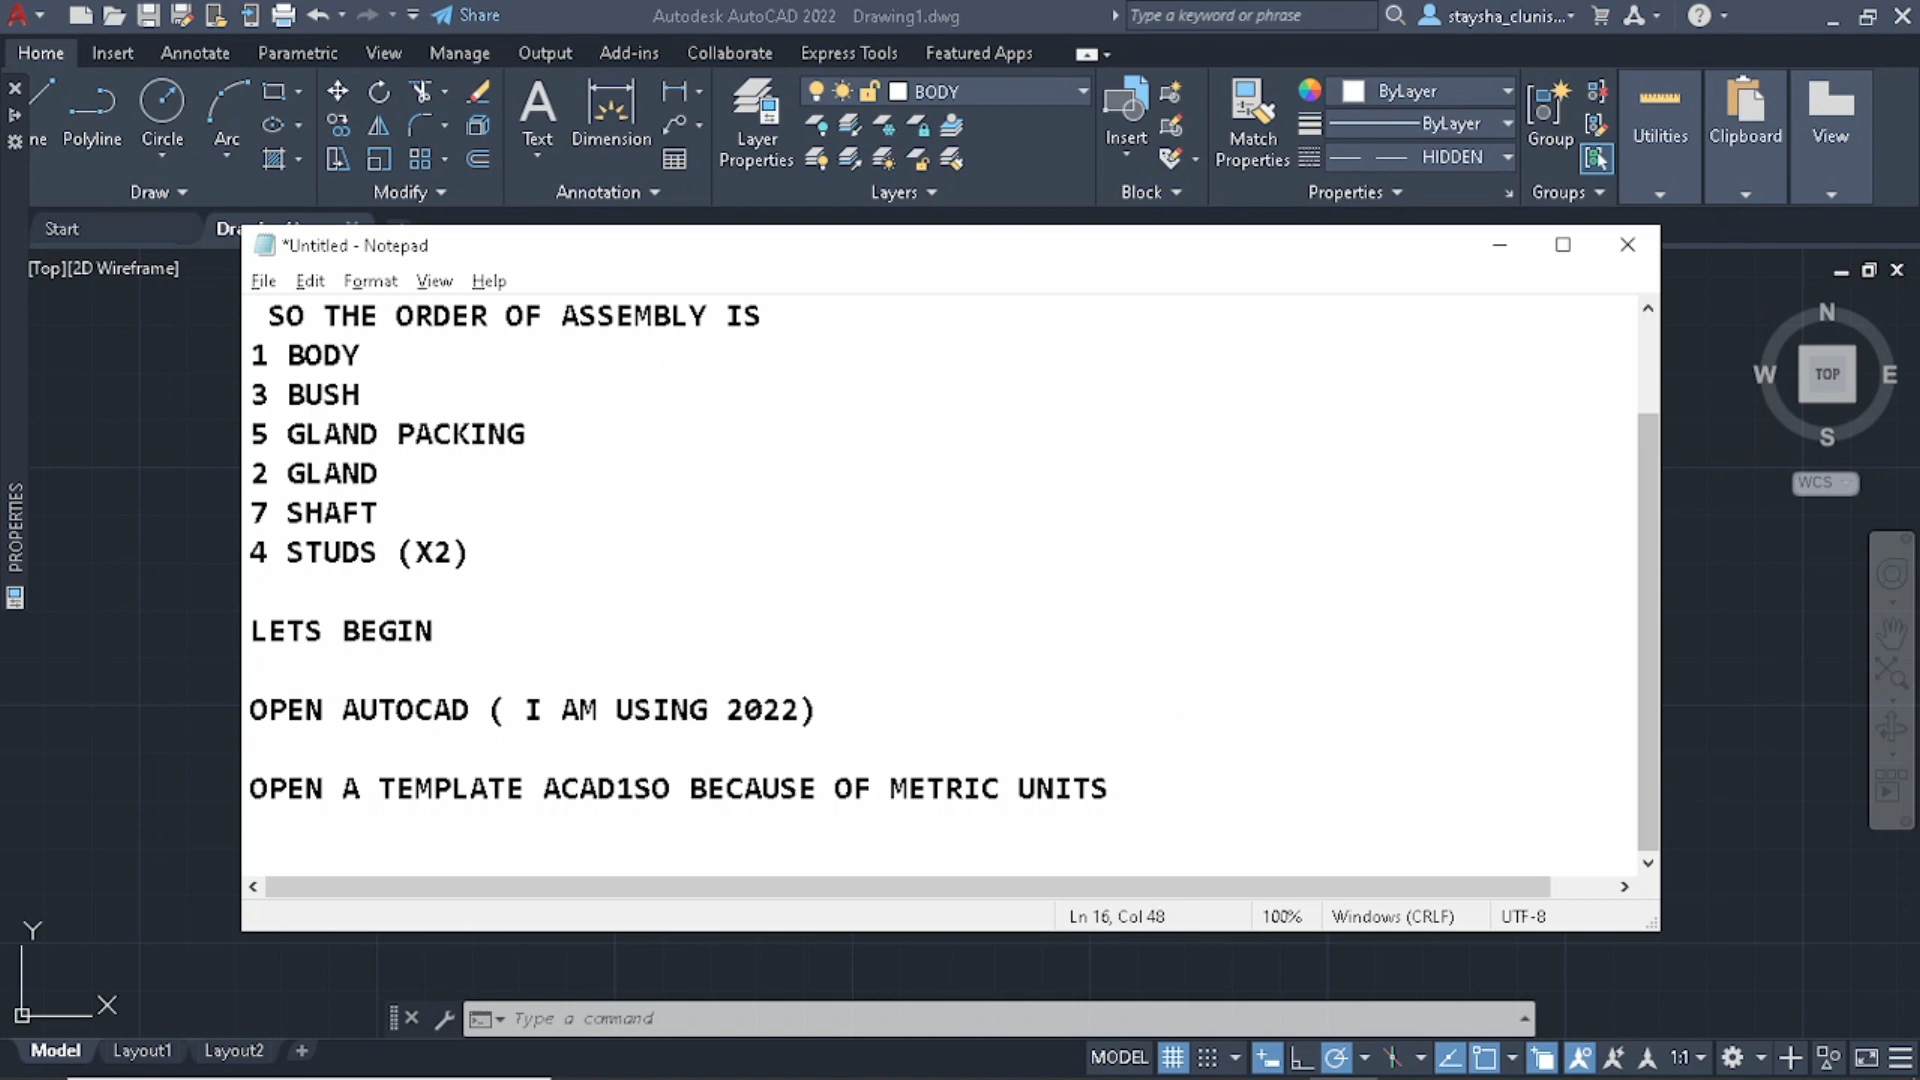 Share
Autodesk AutoCAD 2022 Drawing1.dwg
Type a keyword or phrase
staysha_clunis...
Home Insert Annotate Parametric View Manage Output Add-ins Collaborate Express Tools Featured Apps
ne Polyline Circle Arc
Text Dimension
Layer Properties
BODY
Insert
Match Properties
ByLayer
ByLayer
HIDDEN
Group
Utilities Clipboard View
Draw Modify Annotation Layers Block Properties Groups
Start
Dra
[Top][2D Wireframe]
*Untitled - Notepad
File Edit Format View Help
SO THE ORDER OF ASSEMBLY IS
1 BODY
3 BUSH
5 GLAND PACKING
2 GLAND
7 SHAFT
4 STUDS (X2)
LETS BEGIN
OPEN AUTOCAD ( I AM USING 2022)
OPEN A TEMPLATE ACAD1SO BECAUSE OF METRIC UNITS
Ln 16, Col 48 100% Windows (CRLF) UTF-8
N
W TOP E
S
WCS
PROPERTIES
Y
X
Type a command
Model Layout1 Layout2
MODEL 1:1